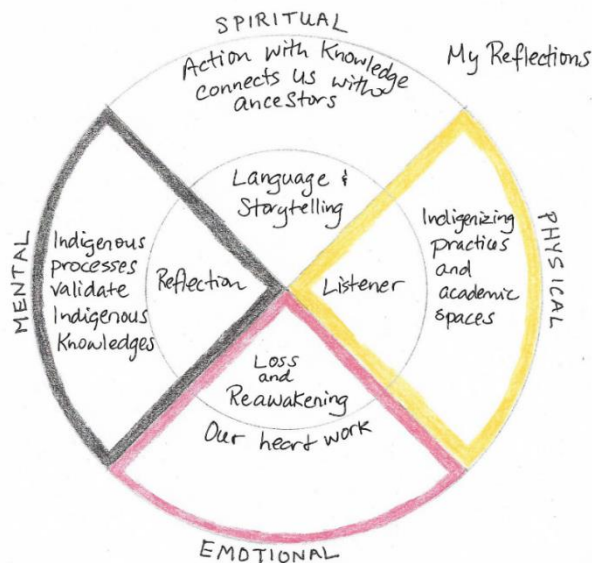 SPIRITUAL
Action with Knowledge
connects us with
ancestors
My Reflections
Language &
Storytelling
MENTAL
Indigenous
processes
validate
Indigenous
Knowledges
Reflection
Listener
Indigenizing
practices
and
academic
spaces
PHYSICAL
Loss
and
Reawakening
Our heart work
EMOTIONAL